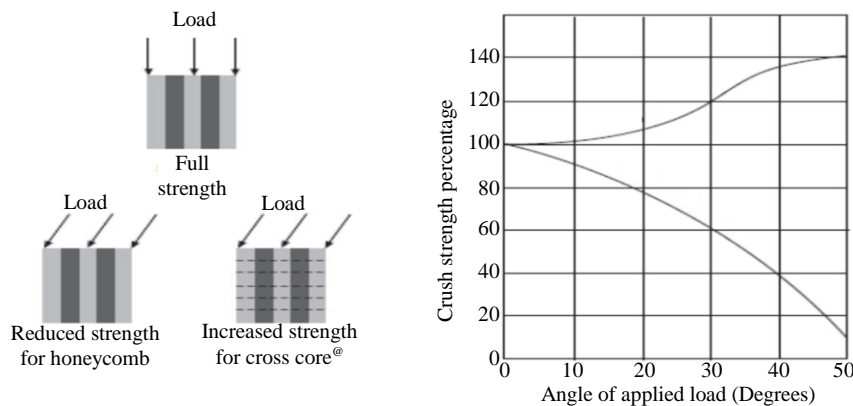 Load
Full
strength
Load
Reduced strength
for honeycomb
Load
Increased strength
for cross core@
Crush strength percentage
140
120
100
80
60
40
20
0
0 10 20 30 40 50
Angle of applied load (Degrees)